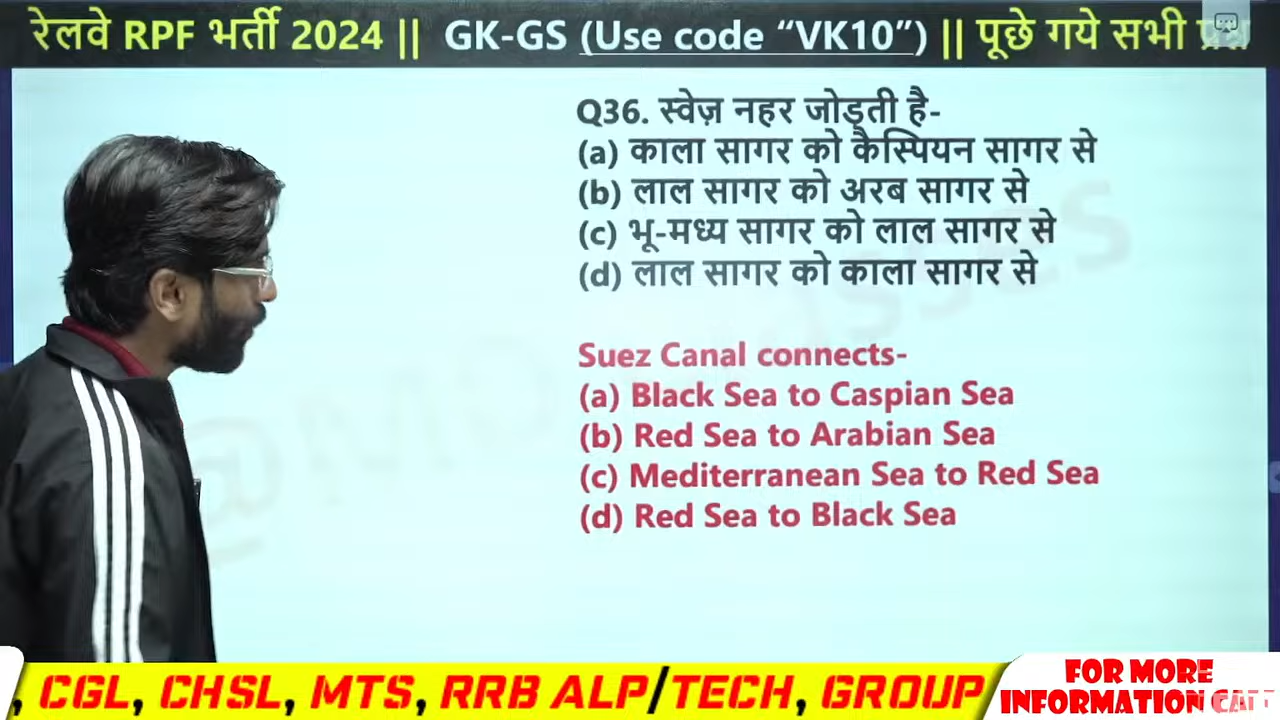 रेलवे RPF भर्ती 2024 || GK-GS (Use code “VK10”) || पूछे गये सभी
Q36. स्वेज़ नहर जोड़ती है-
(a) काला सागर को कैस्पियन सागर से
(b) लाल सागर को अरब सागर से
(c) भू-मध्य सागर को लाल सागर से
(d) लाल सागर को काला सागर से
Suez Canal connects-
(a) Black Sea to Caspian Sea
(b) Red Sea to Arabian Sea
(c) Mediterranean Sea to Red Sea
(d) Red Sea to Black Sea
, CGL, CHSL, MTS, RRB ALP/TECH, GROUP
FOR MORE
INFORMATION